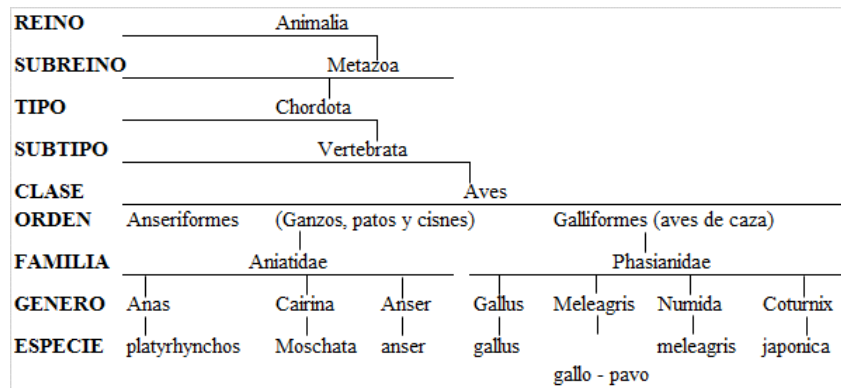 REINO Animalia
SUBREINO Metazoa
TIPO Chordota
SUBTIPO Vertebrata
CLASE Aves
ORDEN Anseriformes (Ganzos, patos y cisnes) Galliformes (aves de caza)
FAMILIA Aniatidae Phasianidae
GENERO Anas Cairina Anser Gallus Meleagris Numida Coturnix
ESPECIE platyrhynchos Moschata anser gallus meleagris japonica
gallo - pavo